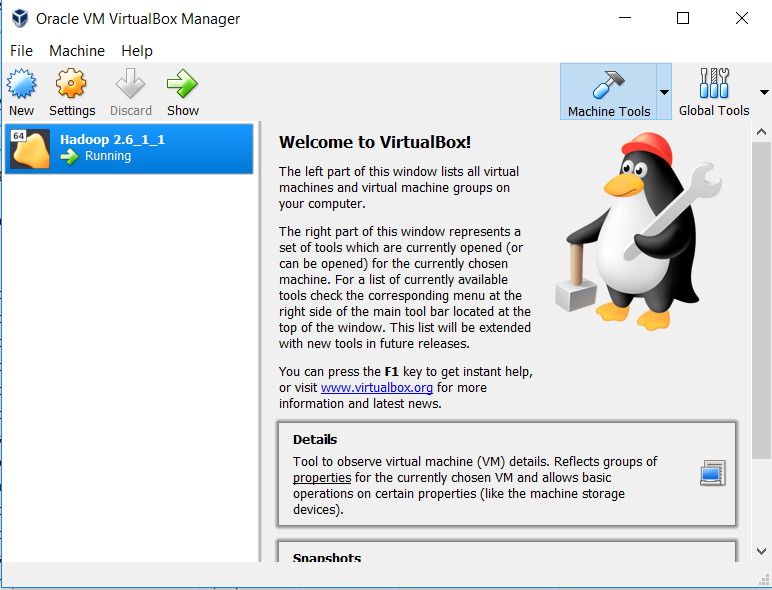 Oracle VM VirtualBox Manager
File Machine Help
New Settings Discard Show Machine Tools Global Tools
64
Hadoop 2.6_1_1
Running
Welcome to VirtualBox!
The left part of this window lists all virtual
machines and virtual machine groups on
your computer.
The right part of this window represents a
set of tools which are currently opened (or
can be opened) for the currently chosen
machine. For a list of currently available
tools check the corresponding menu at the
right side of the main tool bar located at the
top of the window. This list will be extended
with new tools in future releases.
You can press the F1 key to get instant help,
or visit www.virtualbox.org for more
information and latest news.
Details
Tool to observe virtual machine (VM) details. Reflects groups of
properties for the currently chosen VM and allows basic
operations on certain properties (like the machine storage
devices).
Snapshots